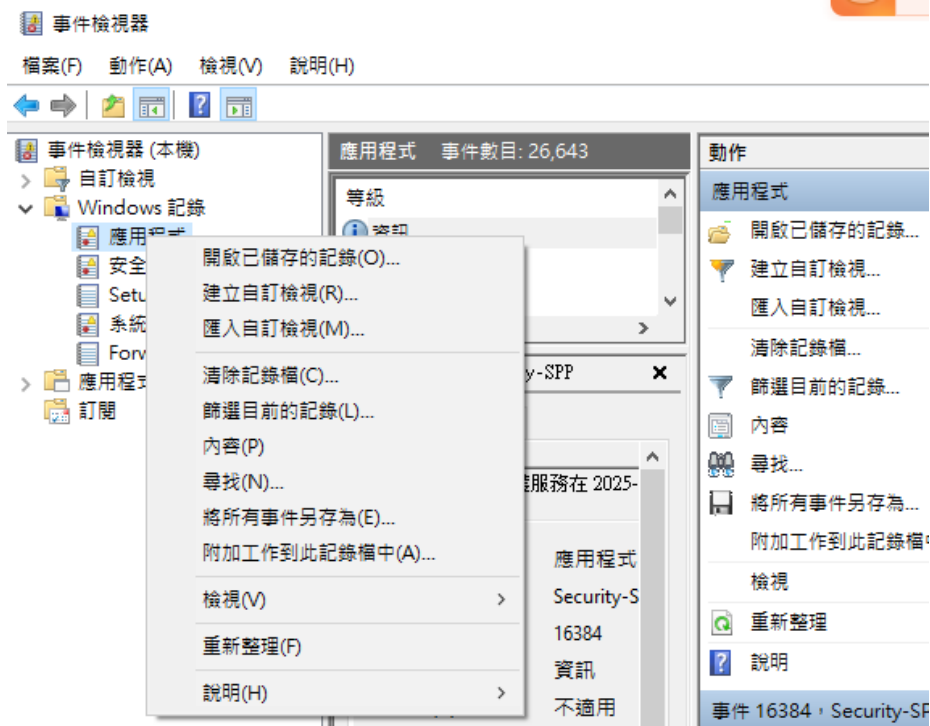 事件檢視器
檔案(F) 動作(A) 檢視(V) 說明(H)
事件檢視器 (本機)
自訂檢視
Windows 記錄
應用程式
安全
Setu
系統
Forw
應用程式
訂閱
開啟已儲存的記錄(O)...
建立自訂檢視(R)...
匯入自訂檢視(M)...
清除記錄檔(C)...
篩選目前的記錄(L)...
內容(P)
尋找(N)...
將所有事件另存為(E)...
附加工作到此記錄檔中(A)...
檢視(V)
重新整理(F)
說明(H)
應用程式 事件數目: 26,643
等級
資訊
y-SPP
服務在 2025-
應用程式
Security-S
16384
資訊
不適用
動作
應用程式
開啟已儲存的記錄...
建立自訂檢視...
匯入自訂檢視...
清除記錄檔...
篩選目前的記錄...
內容
尋找...
將所有事件另存為...
附加工作到此記錄檔中
檢視
重新整理
說明
事件 16384，Security-SP